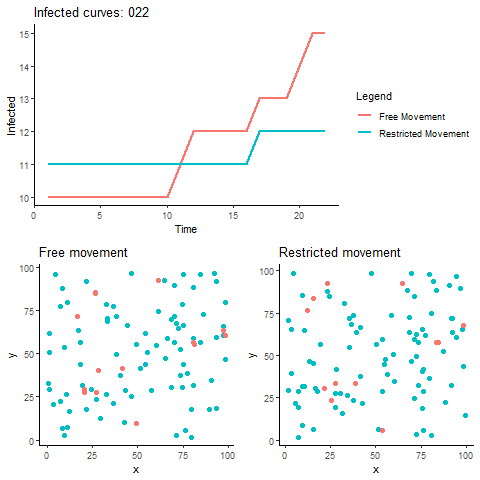 Infected curves: 022
15
14
13
12
11
10
Infected
0
5
10
15
20
Time
Legend
Free Movement
Restricted Movement
Free movement
100
75
50
25
0
y
0
25
50
75
100
x
Restricted movement
100
75
50
25
0
y
0
25
50
75
100
x